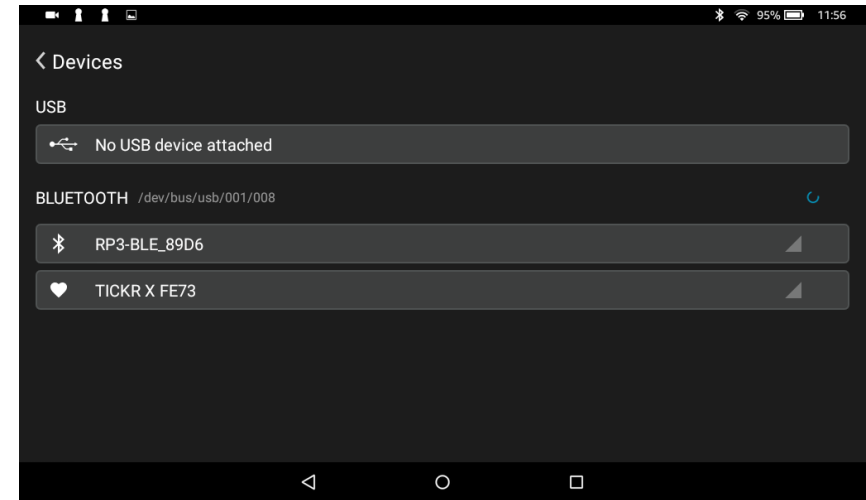 95% 11:56
Devices
USB
No USB device attached
BLUETOOTH /dev/bus/usb/001/008
RP3-BLE_89D6
TICKR X FE73